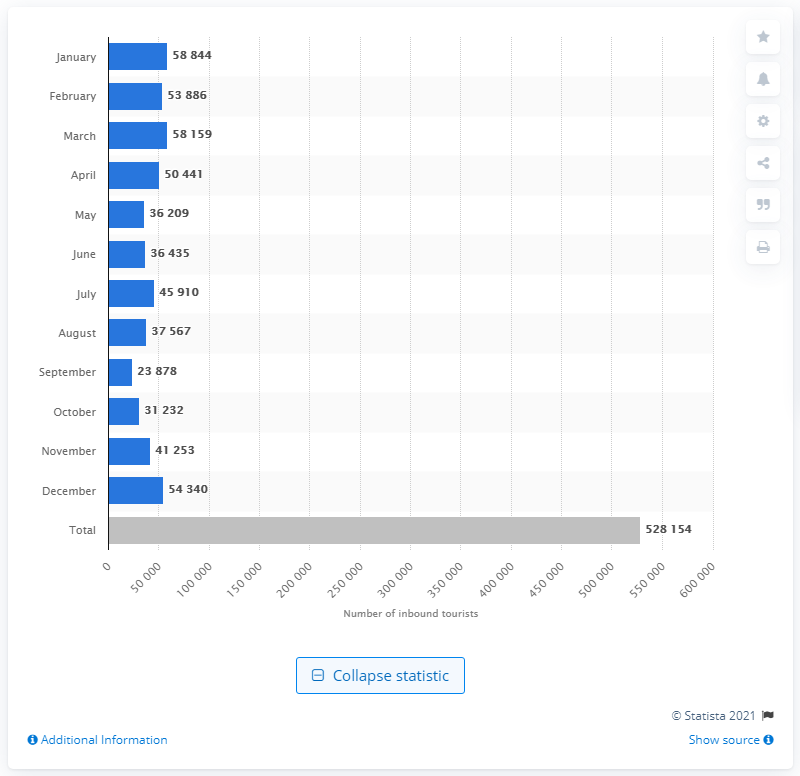 January 58 844
February 53 886
March 58 159
April 50 441
May 36 209
June 36 435
July 45 910
August 37 567
September 23 878
October 31 232
November 41 253
December 54 340
Total 528 154
0 50 000 100 000 150 000 200 000 250 000 300 000 350 000 400 000 450 000 500 000 550 000 600 000
Number of inbound tourists
Collapse statistic
© Statista 2021
Additional Information Show source